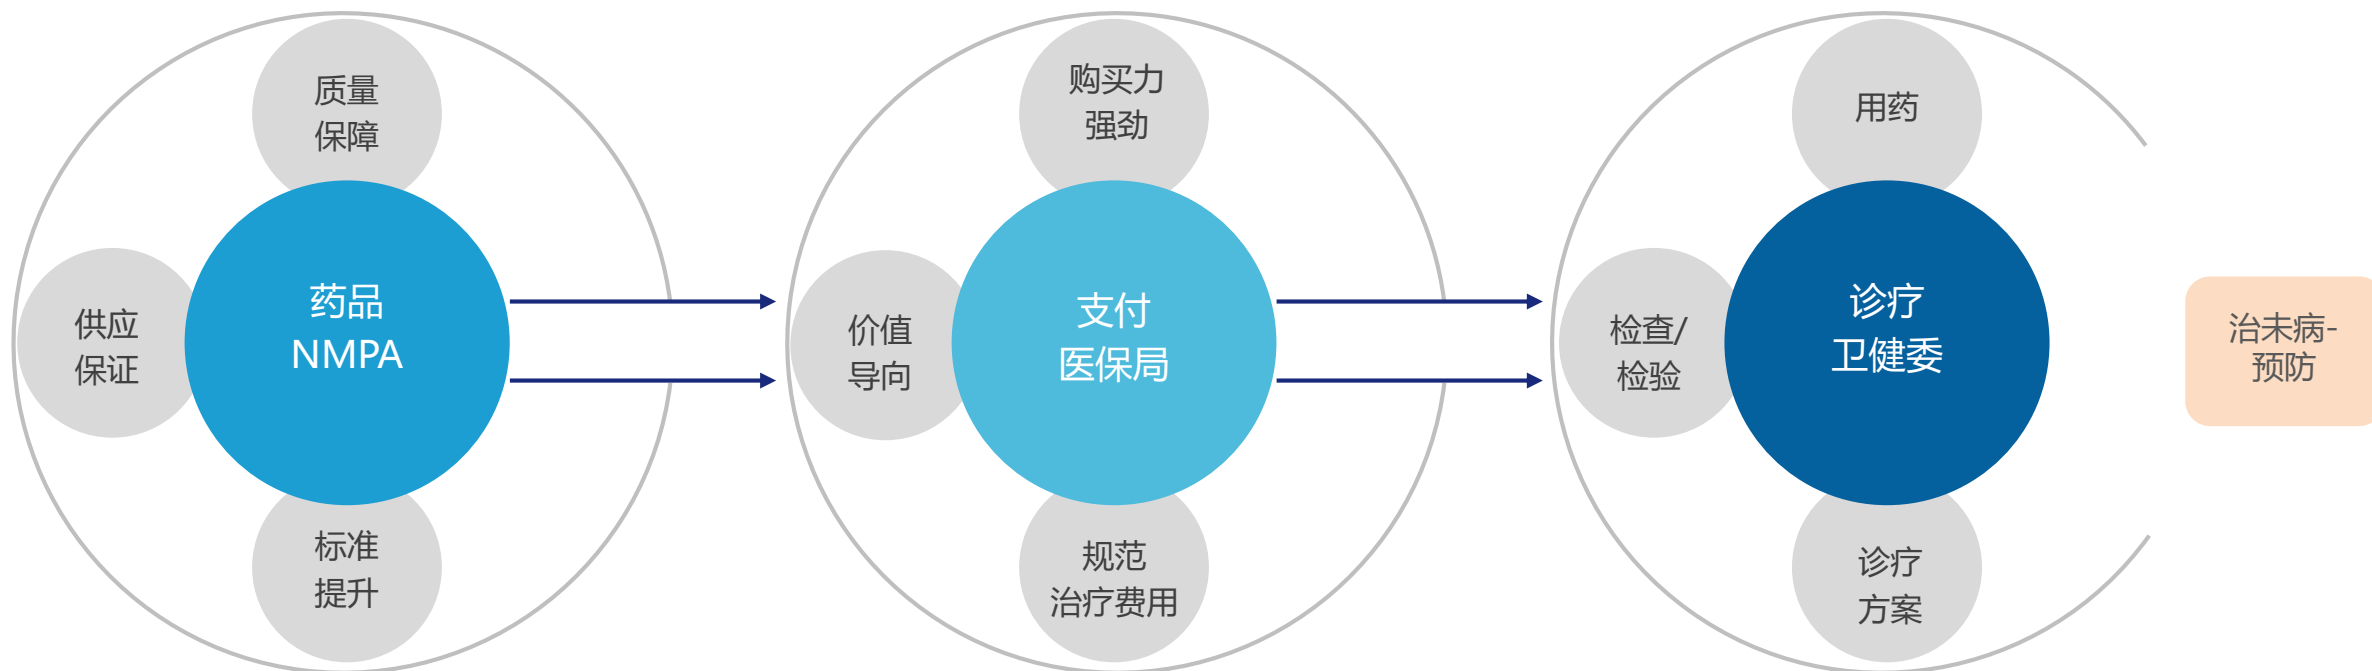 质量
保障
供应
保证
药品
NMPA
标准
提升
购买力
强劲
价值
导向
支付
医保局
规范
治疗费用
用药
检查/
检验
诊疗
卫健委
诊疗
方案
治未病-
预防